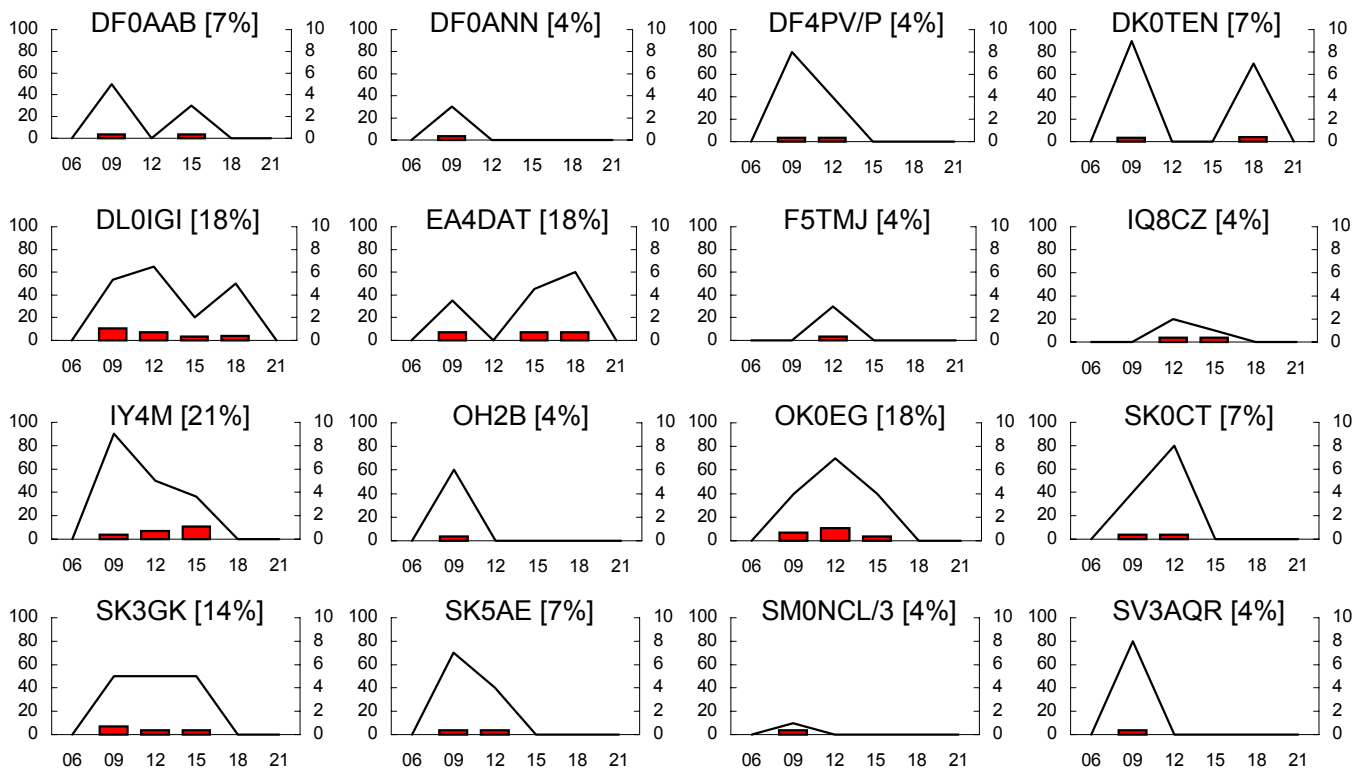 DF0AAB [7%] DF0ANN [4%] DF4PV/P [4%] DK0TEN [7%]
100 10 100 10 100 10 100 10
80 8 80 8 80 8 80 8
60 6 60 6 60 6 60 6
40 4 40 4 40 4 40 4
20 2 20 2 20 2 20 2
0 0 0 0 0 0 0 0
06 09 12 15 18 21 06 09 12 15 18 21 06 09 12 15 18 21 06 09 12 15 18 21
DL0IGI [18%] EA4DAT [18%] F5TMJ [4%] IQ8CZ [4%]
100 10 100 10 100 10 100 10
80 8 80 8 80 8 80 8
60 6 60 6 60 6 60 6
40 4 40 4 40 4 40 4
20 2 20 2 20 2 20 2
0 0 0 0 0 0 0 0
06 09 12 15 18 21 06 09 12 15 18 21 06 09 12 15 18 21 06 09 12 15 18 21
IY4M [21%] OH2B [4%] OK0EG [18%] SK0CT [7%]
100 10 100 10 100 10 100 10
80 8 80 8 80 8 80 8
60 6 60 6 60 6 60 6
40 4 40 4 40 4 40 4
20 2 20 2 20 2 20 2
0 0 0 0 0 0 0 0
06 09 12 15 18 21 06 09 12 15 18 21 06 09 12 15 18 21 06 09 12 15 18 21
SK3GK [14%] SK5AE [7%] SM0NCL/3 [4%] SV3AQR [4%]
100 10 100 10 100 10 100 10
80 8 80 8 80 8 80 8
60 6 60 6 60 6 60 6
40 4 40 4 40 4 40 4
20 2 20 2 20 2 20 2
0 0 0 0 0 0 0 0
06 09 12 15 18 21 06 09 12 15 18 21 06 09 12 15 18 21 06 09 12 15 18 21